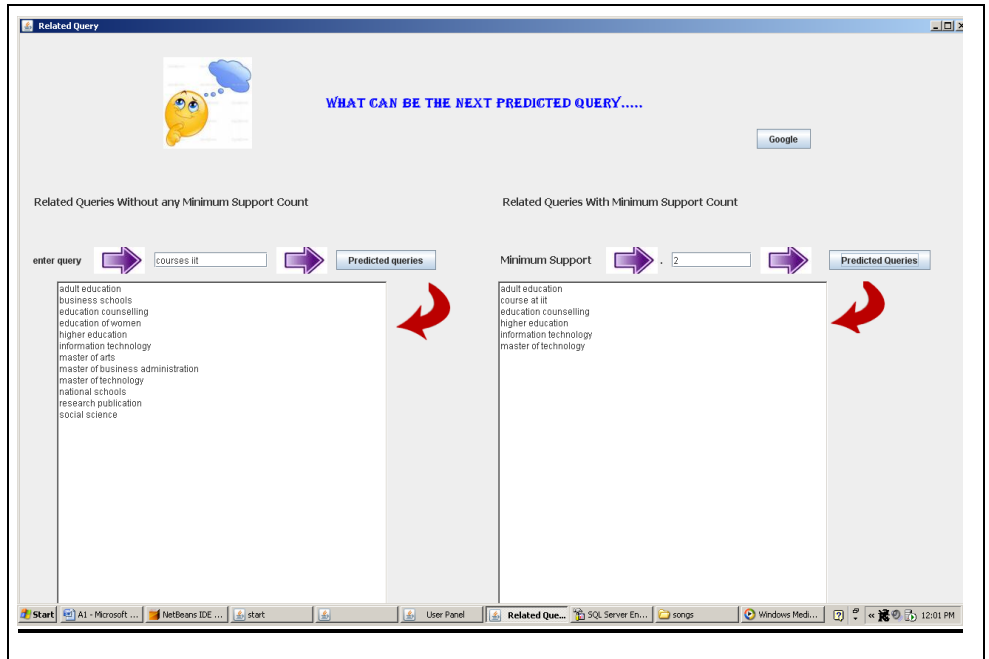 Related Query
WHAT CAN BE THE NEXT PREDICTED QUERY.....
Google
Related Queries Without any Minimum Support Count
enter query
courses iit
Predicted queries
adult education
business schools
education counselling
education of women
higher education
information technology
master of arts
master of business administration
master of technology
national schools
research publication
social science
Related Queries With Minimum Support Count
Minimum Support
. 2
Predicted Queries
adult education
course at iit
education counselling
higher education
information technology
master of technology
Start A1 - Microsoft ... NetBeans IDE ... start User Panel Related Que... SQL Server En... songs Windows Medi... 12:01 PM